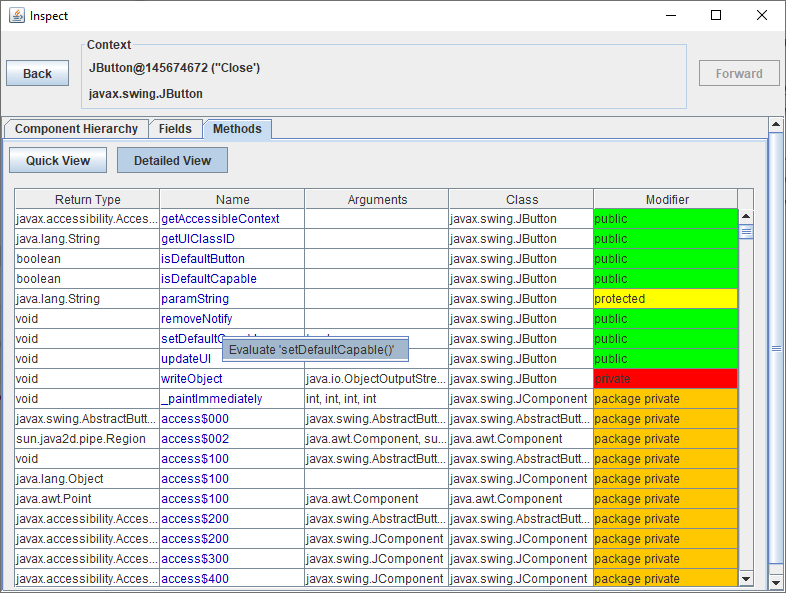 Inspect
Context
Back
JButton@145674672 ("Close')
Forward
javax.swing.JButton
Component Hierarchy Fields Methods
Quick View Detailed View
Return Type Name Arguments Class Modifier
javax.accessibility.Acces... getAccessibleContext javax.swing.JButton public
java.lang.String getUIClassID javax.swing.JButton public
boolean isDefaultButton javax.swing.JButton public
boolean isDefaultCapable javax.swing.JButton public
java.lang.String paramString javax.swing.JButton protected
void removeNotify javax.swing.JButton public
void javax.swing.JButton public
Evaluate 'setDefaultCapable()'
void updateUI javax.swing.JButton public
void writeObject java.io.ObjectOutputStre... javax.swing.JButton private
void _paintImmediately int, int, int, int javax.swing.JComponent package private
javax.swing.AbstractButt... access$000 javax.swing.AbstractButt... javax.swing.AbstractButt... package private
sun.java2d.pipe.Region access$002 java.awt.Component, su... java.awt.Component package private
void access$100 javax.swing.AbstractButt... javax.swing.AbstractButt... package private
java.lang.Object access$100 javax.swing.JComponent package private
java.awt.Point access$100 java.awt.Component java.awt.Component package private
javax.accessibility.Acces... access$200 javax.swing.AbstractButt... javax.swing.AbstractButt... package private
javax.accessibility.Acces... access$200 javax.swing.JComponent javax.swing.JComponent package private
javax.accessibility.Acces... access$300 javax.swing.JComponent javax.swing.JComponent package private
javax.accessibility.Acces... access$400 javax.swing.JComponent javax.swing.JComponent package private